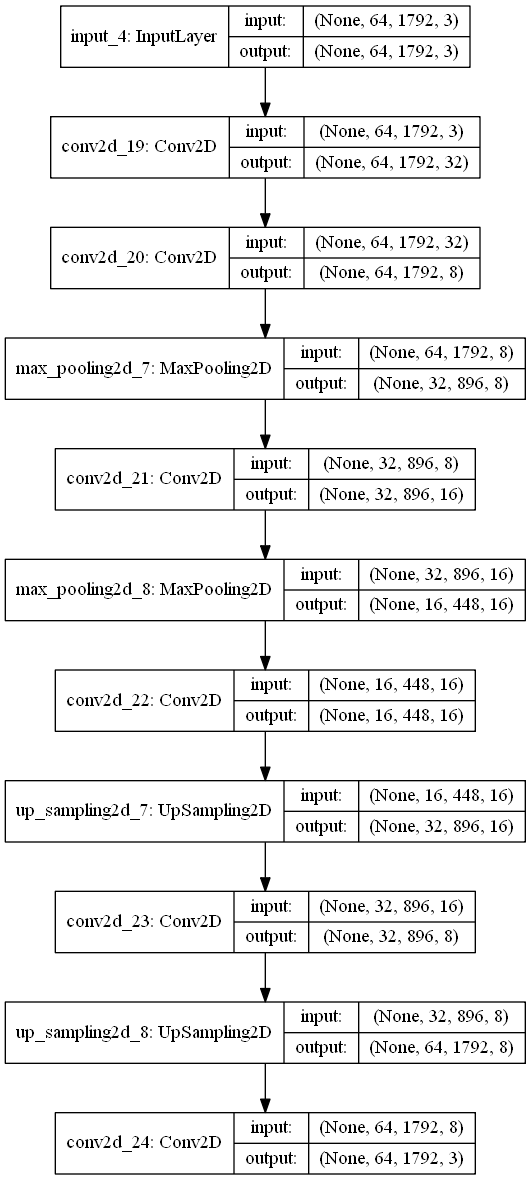 input_4: InputLayer
input: (None, 64, 1792, 3)
output: (None, 64, 1792, 3)
conv2d_19: Conv2D
input: (None, 64, 1792, 3)
output: (None, 64, 1792, 32)
conv2d_20: Conv2D
input: (None, 64, 1792, 32)
output: (None, 64, 1792, 8)
max_pooling2d_7: MaxPooling2D
input: (None, 64, 1792, 8)
output: (None, 32, 896, 8)
conv2d_21: Conv2D
input: (None, 32, 896, 8)
output: (None, 32, 896, 16)
max_pooling2d_8: MaxPooling2D
input: (None, 32, 896, 16)
output: (None, 16, 448, 16)
conv2d_22: Conv2D
input: (None, 16, 448, 16)
output: (None, 16, 448, 16)
up_sampling2d_7: UpSampling2D
input: (None, 16, 448, 16)
output: (None, 32, 896, 16)
conv2d_23: Conv2D
input: (None, 32, 896, 16)
output: (None, 32, 896, 8)
up_sampling2d_8: UpSampling2D
input: (None, 32, 896, 8)
output: (None, 64, 1792, 8)
conv2d_24: Conv2D
input: (None, 64, 1792, 8)
output: (None, 64, 1792, 3)